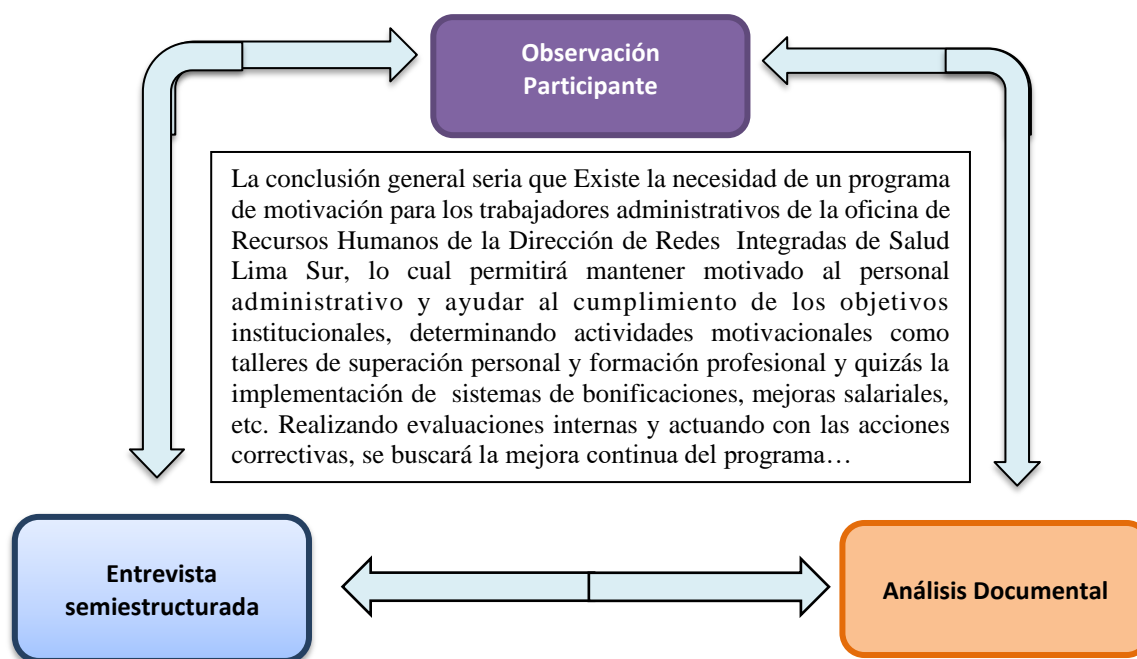 Observación
Participante
La conclusión general seria que Existe la necesidad de un programa
de motivación para los trabajadores administrativos de la oficina de
Recursos Humanos de la Dirección de Redes Integradas de Salud
Lima Sur, lo cual permitirá mantener motivado al personal
administrativo y ayudar al cumplimiento de los objetivos
institucionales, determinando actividades motivacionales como
talleres de superación personal y formación profesional y quizás la
implementación de sistemas de bonificaciones, mejoras salariales,
etc. Realizando evaluaciones internas y actuando con las acciones
correctivas, se buscará la mejora continua del programa…
Entrevista
semiestructurada
Análisis Documental